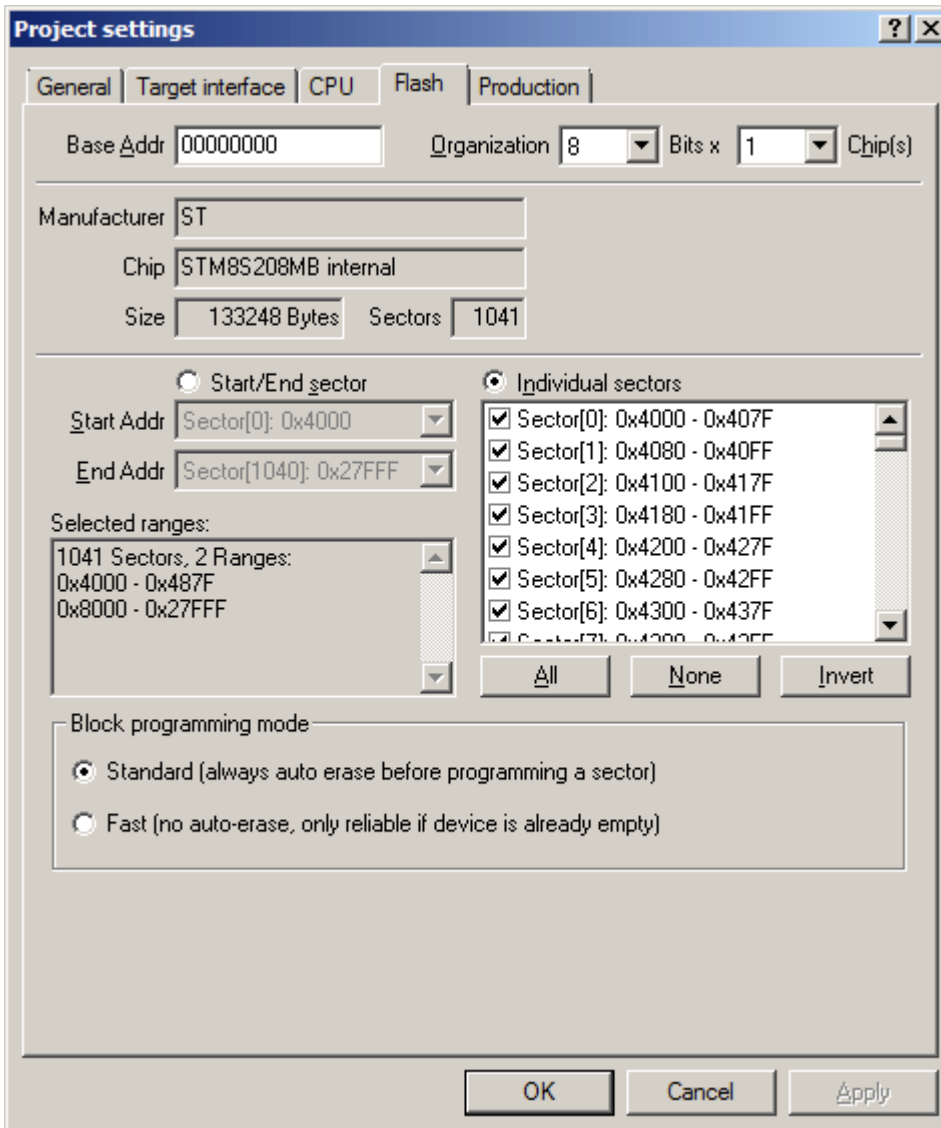 Project settings
General Target interface CPU Flash Production
Base Addr 00000000 Organization 8 Bits x 1 Chip(s)
Manufacturer ST
Chip STM8S208MB internal
Size 133248 Bytes Sectors 1041
Start/End sector Individual sectors
Start Addr Sector[0]: 0x4000
End Addr Sector[1040]: 0x27FFF
Selected ranges:
1041 Sectors, 2 Ranges:
0x4000 - 0x487F
0x8000 - 0x27FFF
Sector[0]: 0x4000 - 0x407F
Sector[1]: 0x4080 - 0x40FF
Sector[2]: 0x4100 - 0x417F
Sector[3]: 0x4180 - 0x41FF
Sector[4]: 0x4200 - 0x427F
Sector[5]: 0x4280 - 0x42FF
Sector[6]: 0x4300 - 0x437F
All None Invert
Block programming mode
Standard (always auto erase before programming a sector)
Fast (no auto-erase, only reliable if device is already empty)
OK Cancel Apply